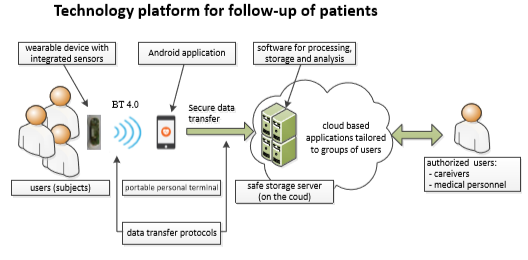 Technology platform for follow-up of patients
wearable device with
integrated sensors
Android application
software for processing,
storage and analysis
BT 4.0
Secure data
transfer
cloud based
applications tailored
to groups of users
users (subjects)
portable personal terminal
safe storage server
(on the coud)
authorized users:
- careivers
- medical personnel
data transfer protocols